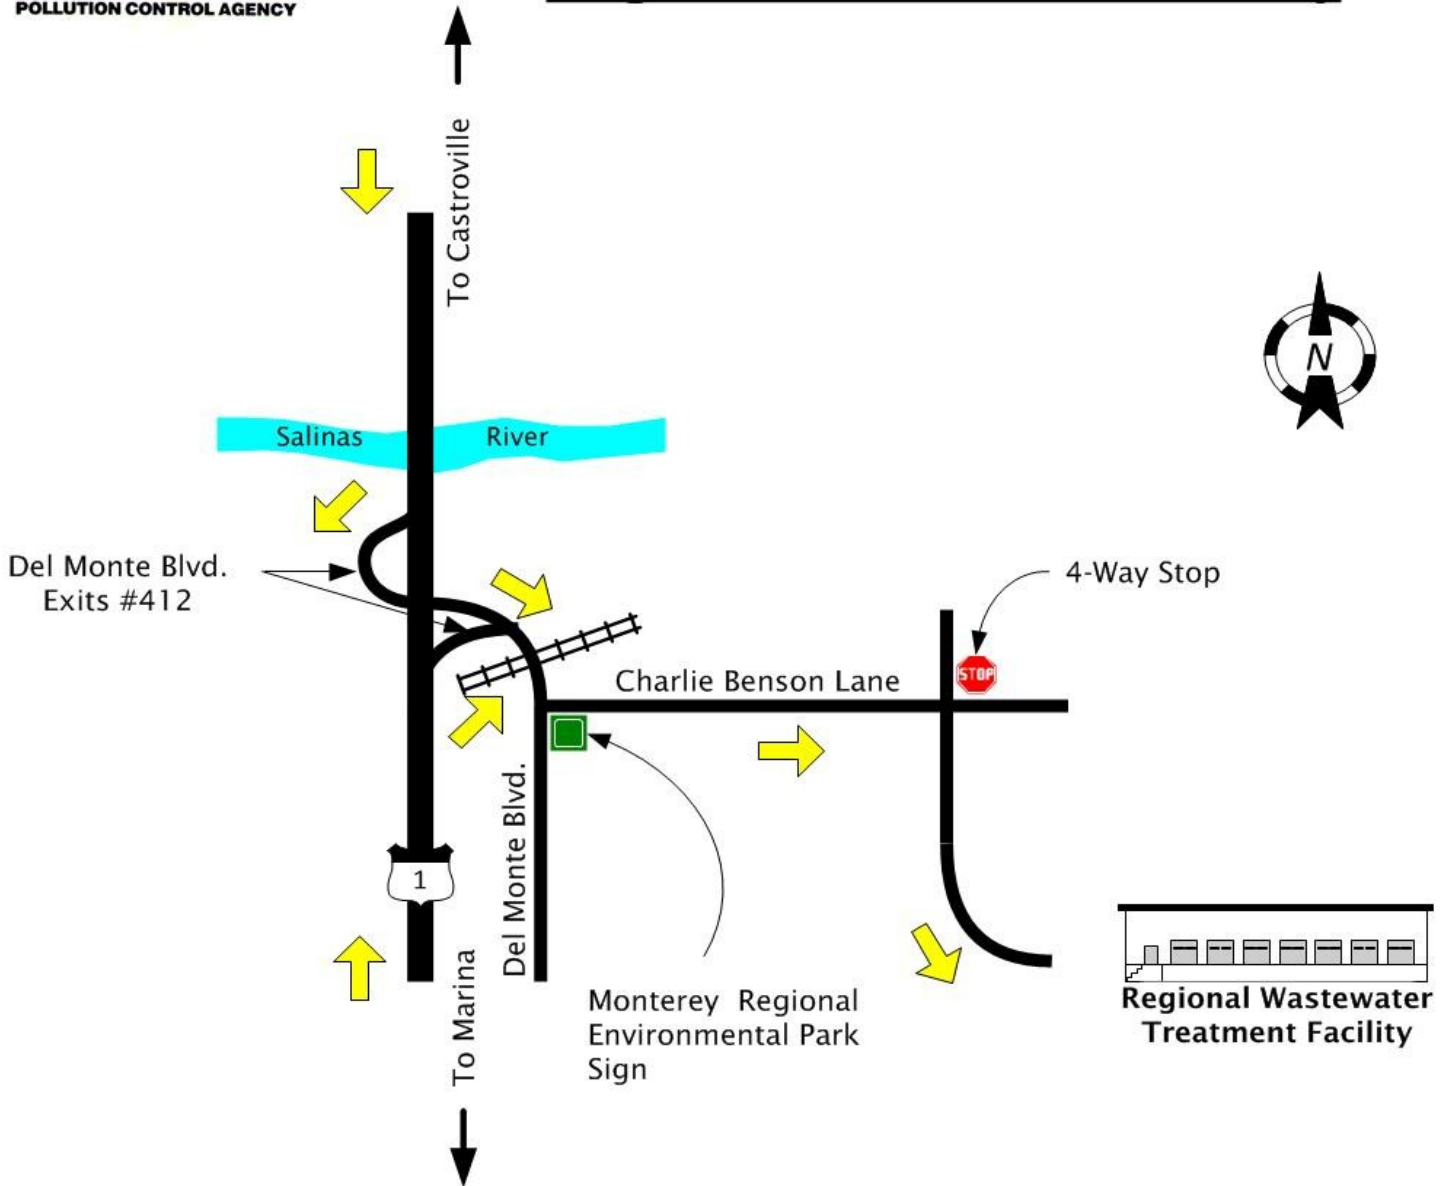 POLLUTION CONTROL AGENCY
To Castroville
N
Salinas River
Del Monte Blvd.
Exits #412
4-Way Stop
STOP
Charlie Benson Lane
Del Monte Blvd.
1
To Marina
Monterey Regional
Environmental Park
Sign
Regional Wastewater
Treatment Facility